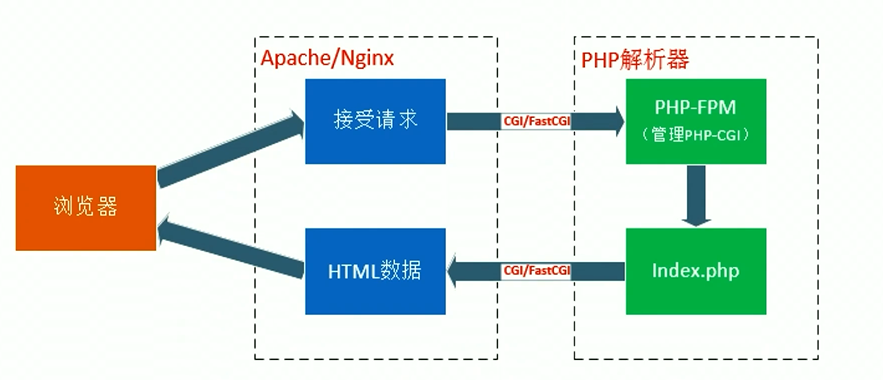 Apache/Nginx
PHP解析器
接受请求
CGI/FastCGI
PHP-FPM
(管理PHP-CGI)
浏览器
HTML数据
CGI/FastCGI
Index.php